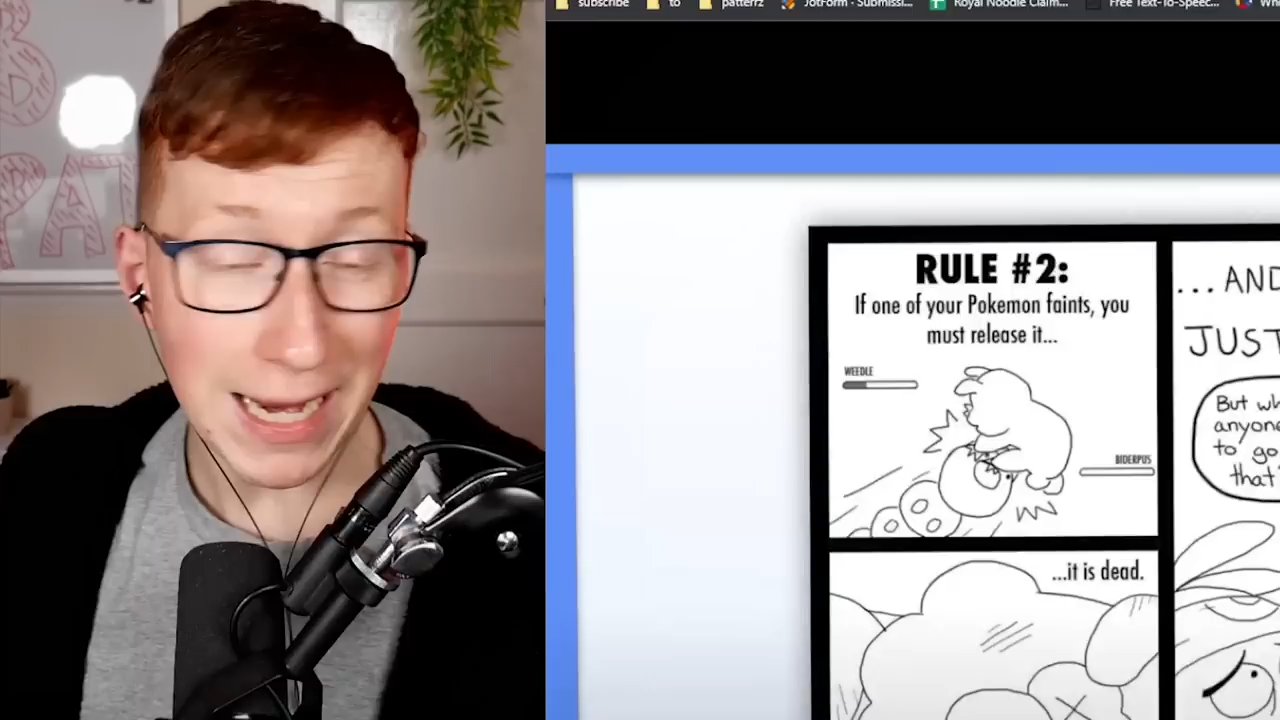 subscribe to patterz JotForm - Submissi... Royal Noodle Claim... Free Text-To-Speec...
B
PAT
RULE #2:
If one of your Pokemon faints, you
must release it...
WEEDLE
BIDERPUS
...it is dead.
...AND
JUST
But wh
anyone
to go
that